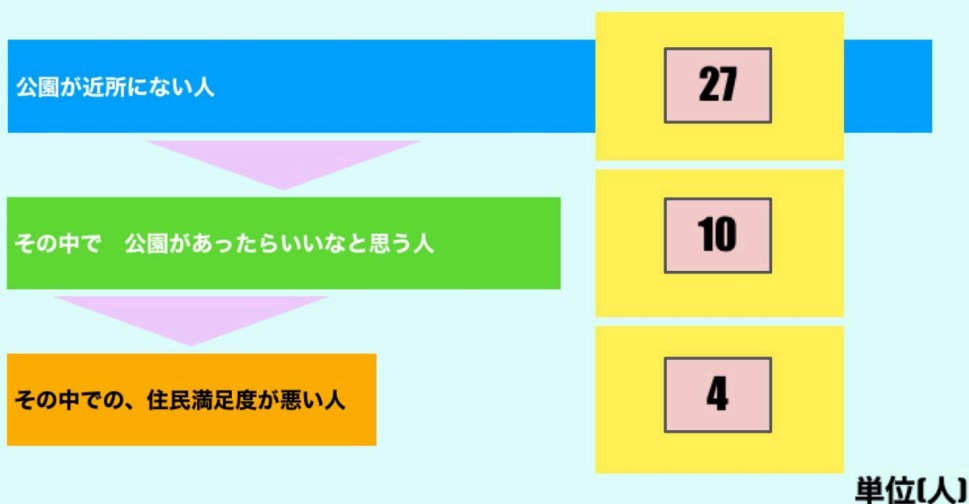 公園が近所にない人
27
その中で　公園があったらいいなと思う人
10
その中での、住民満足度が悪い人
4
単位[人]